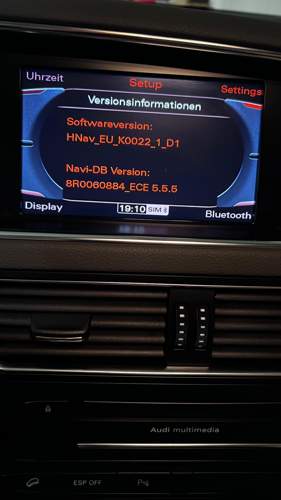 Uhrzeit
Setup
Settings
Versionsinformationen
Softwareversion:
HNav_EU_K0022_1_D1
Navi-DB Version:
8R0060884_ECE 5.5.5
Display
19:10 SIM
Bluetooth
Audi multimedia
ESP OFF
P